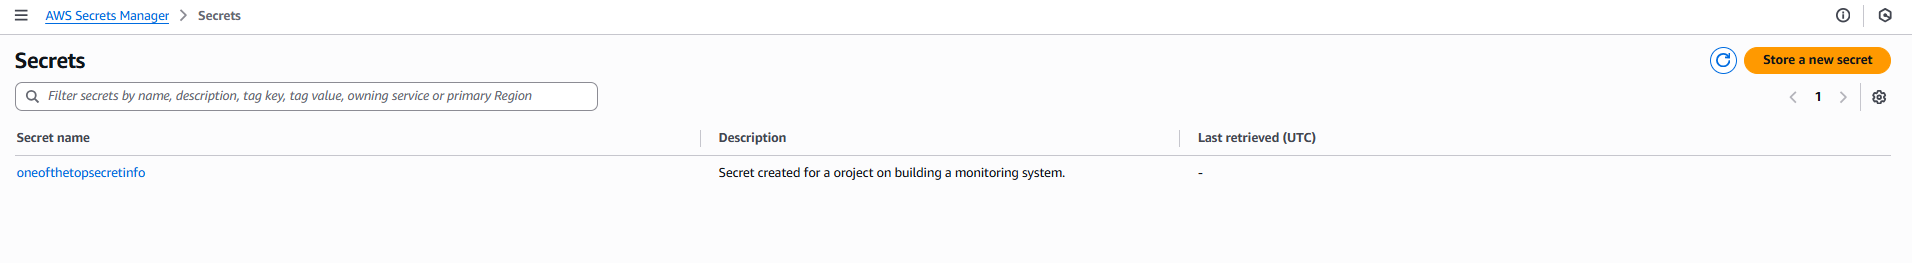 AWS Secrets Manager > Secrets
Secrets
Store a new secret
Filter secrets by name, description, tag key, tag value, owning service or primary Region
1
Secret name Description Last retrieved (UTC)
oneofthetopsecretinfo Secret created for a oroject on building a monitoring system. -